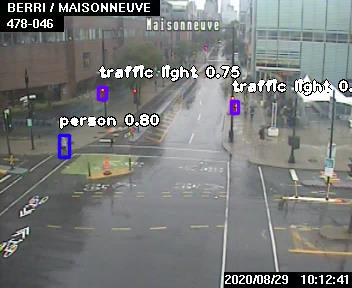 BERRI / MAISONNEUVE
478-046
Maisonneuve
traffic light 0.75
traffic light 0.
person 0.80
2020/08/29 10:12:41